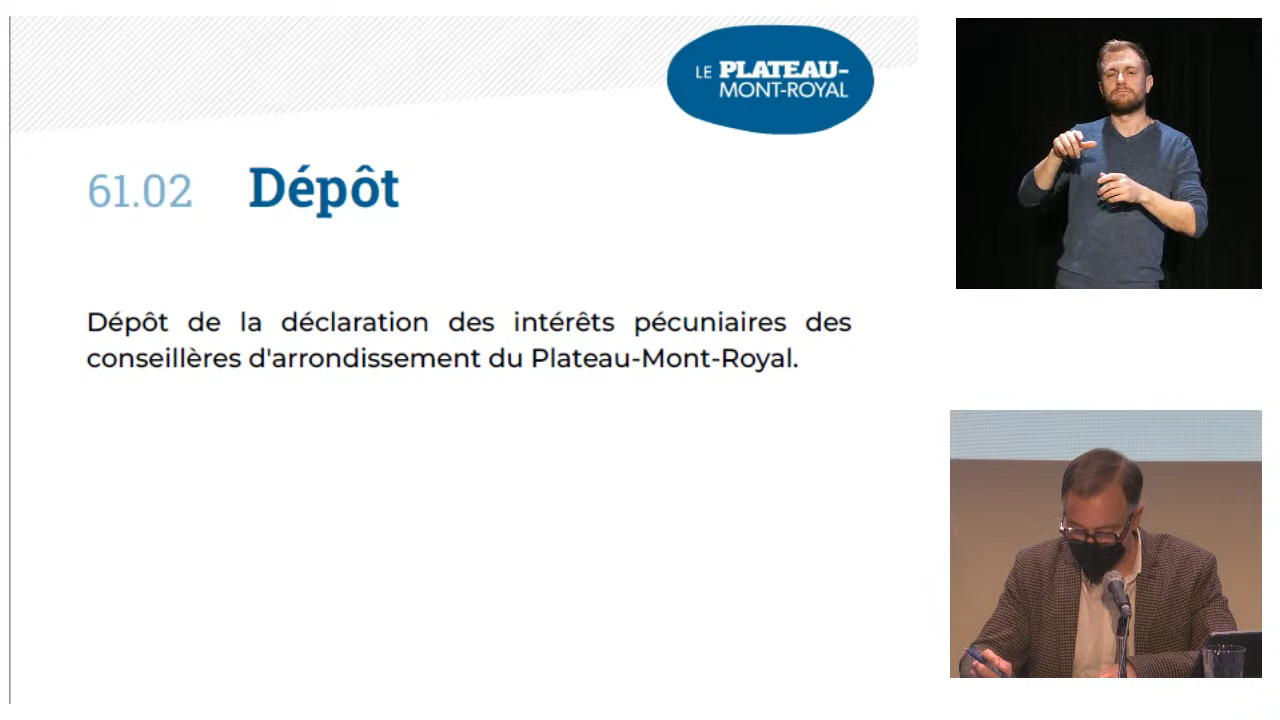 LE PLATEAU-
MONT-ROYAL
61.02 Dépôt
Dépôt de la déclaration des intérêts pécuniaires des
conseillères d'arrondissement du Plateau-Mont-Royal.